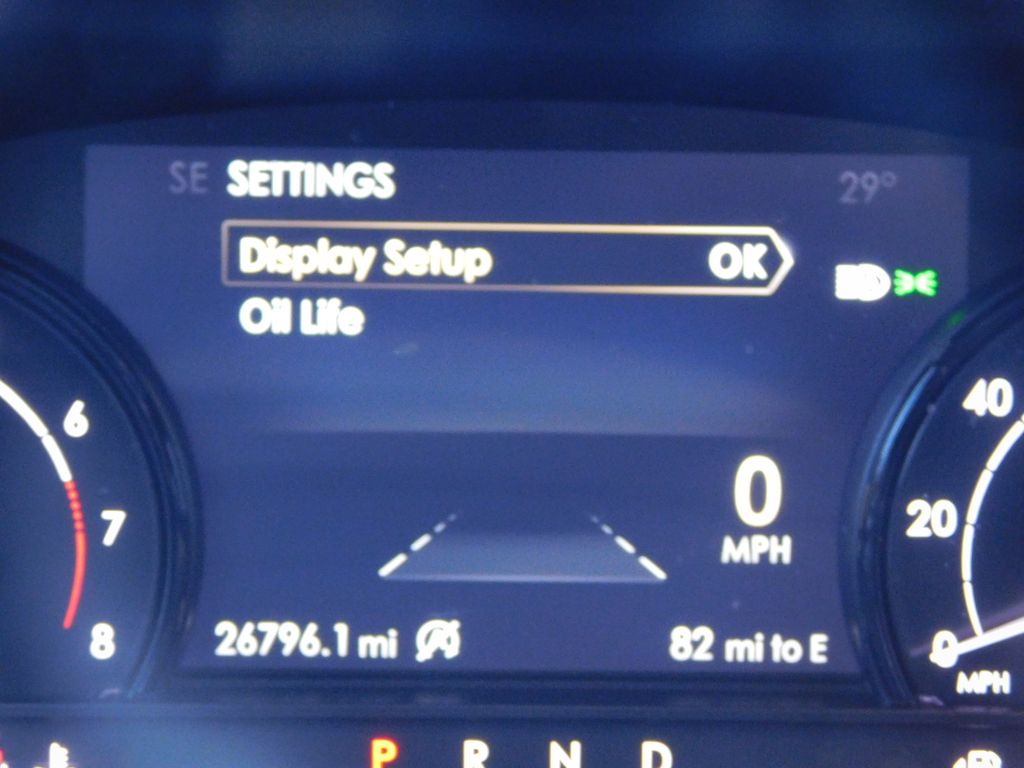 SE SETTINGS 29°
Display Setup OK
Oil Life
6
7
8
40
20
0
MPH
0
MPH
26796.1 mi
82 mi to E
P R N D